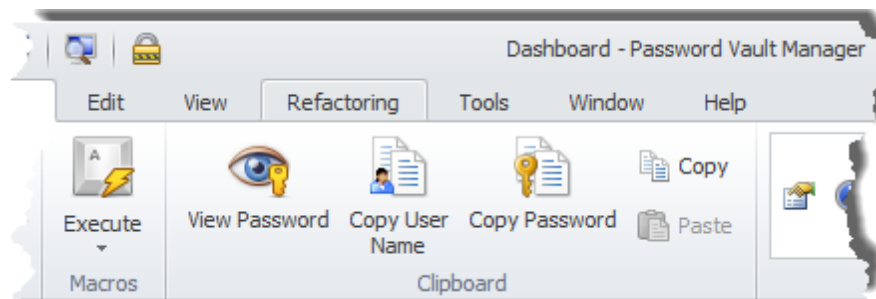 Dashboard - Password Vault Manager
Edit View Refactoring Tools Window Help
A
Execute
View Password
Copy User
Name
Copy Password
Copy
Paste
Macros
Clipboard